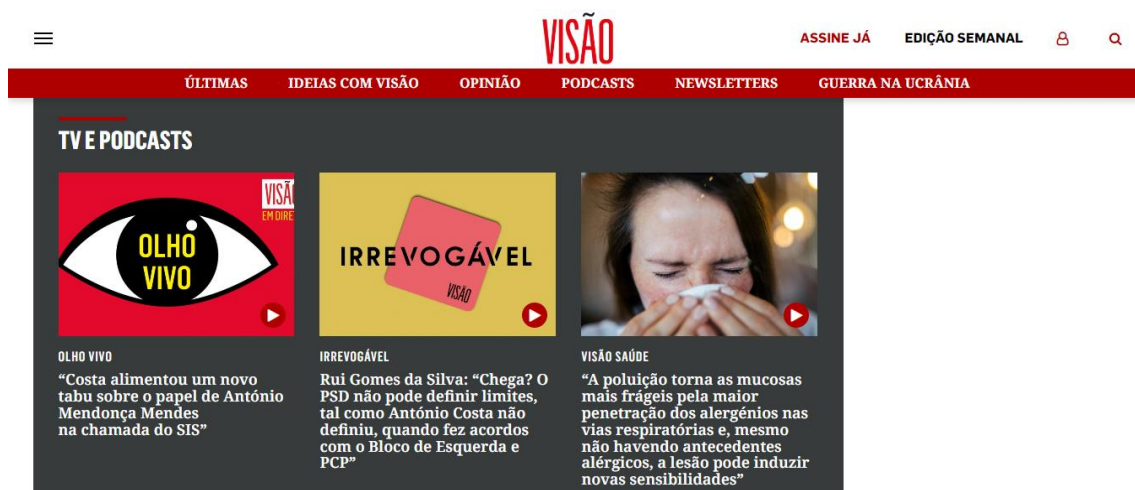 VISÃO
ASSINE JÁ
EDIÇÃO SEMANAL
ÚLTIMAS
IDEIAS COM VISÃO
OPINIÃO
PODCASTS
NEWSLETTERS
GUERRA NA UCRÂNIA
TV E PODCASTS
VISÃ
EM DIRE
OLHO
VIVO
OLHO VIVO
“Costa alimentou um novo
tabu sobre o papel de António
Mendonça Mendes
na chamada do SIS”
IRREVOGÁVEL
VISÃO
IRREVOGÁVEL
Rui Gomes da Silva: “Chega? O
PSD não pode definir limites,
tal como António Costa não
definiu, quando fez acordos
com o Bloco de Esquerda e
PCP”
VISÃO SAÚDE
“A poluição torna as mucosas
mais frágeis pela maior
penetração dos alergénios nas
vias respiratórias e, mesmo
não havendo antecedentes
alérgicos, a lesão pode induzir
novas sensibilidades”